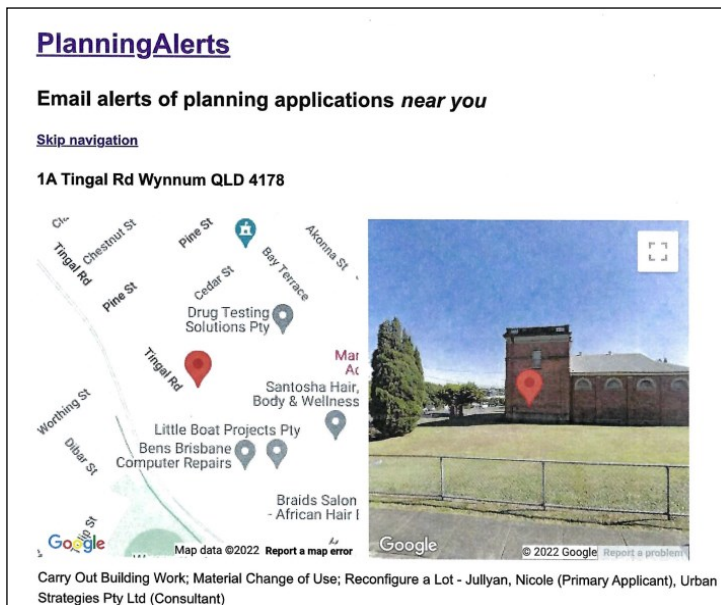 PlanningAlerts
Email alerts of planning applications near you
Skip navigation
1A Tingal Rd Wynnum QLD 4178
Chestnut St
Pine St
Akonna St
Tingal Rd
Bay Terrace
Cedar St
Pine St
Drug Testing
Solutions Pty
Tingal Rd
Mar
Ac
Santosha Hair,
Body & Wellness
Worthing St
Little Boat Projects Pty
Dibar St
Bens Brisbane
Computer Repairs
Braids Salon
- African Hair
Google
Map data ©2022 Report a map error
Google
© 2022 Google Report a problem
Carry Out Building Work; Material Change of Use; Reconfigure a Lot - Jullyan, Nicole (Primary Applicant), Urban
Strategies Pty Ltd (Consultant)